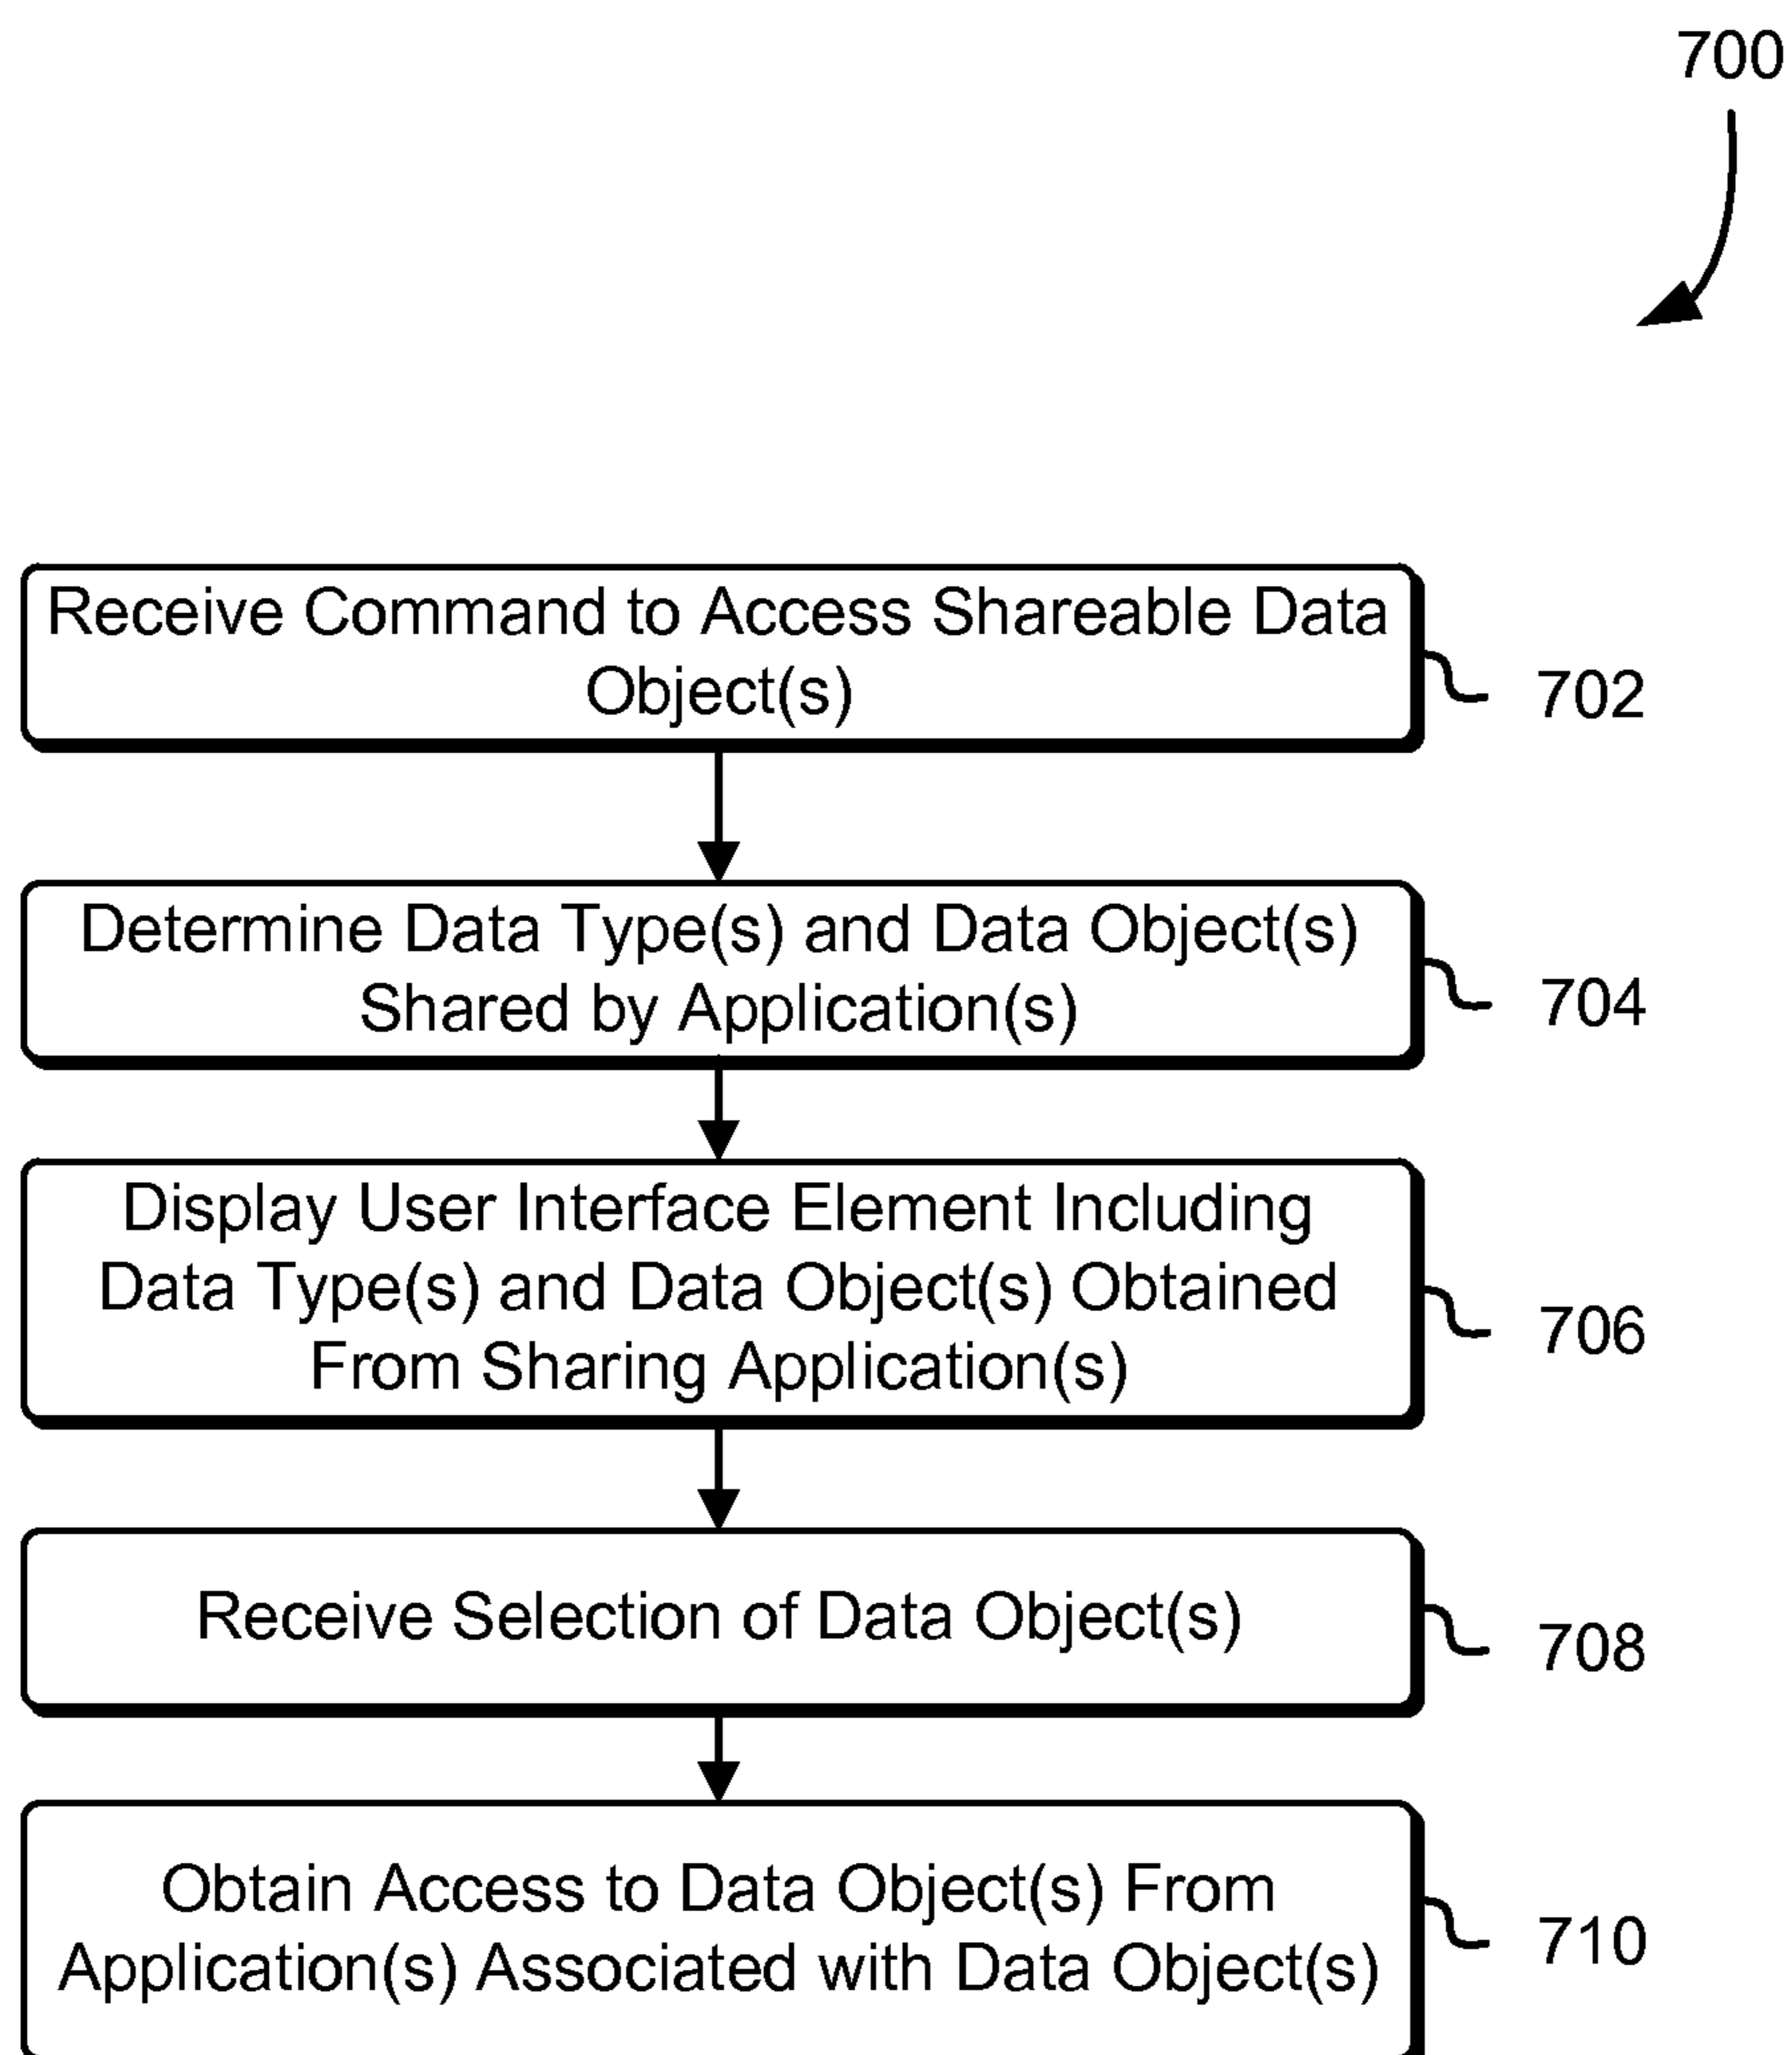 700
Receive Command to Access Shareable Data
Object(s)
702
Determine Data Type(s) and Data Object(s)
Shared by Application(s)
704
Display User Interface Element Including
Data Type(s) and Data Object(s) Obtained
From Sharing Application(s)
706
Receive Selection of Data Object(s)
708
Obtain Access to Data Object(s) From
Application(s) Associated with Data Object(s)
710